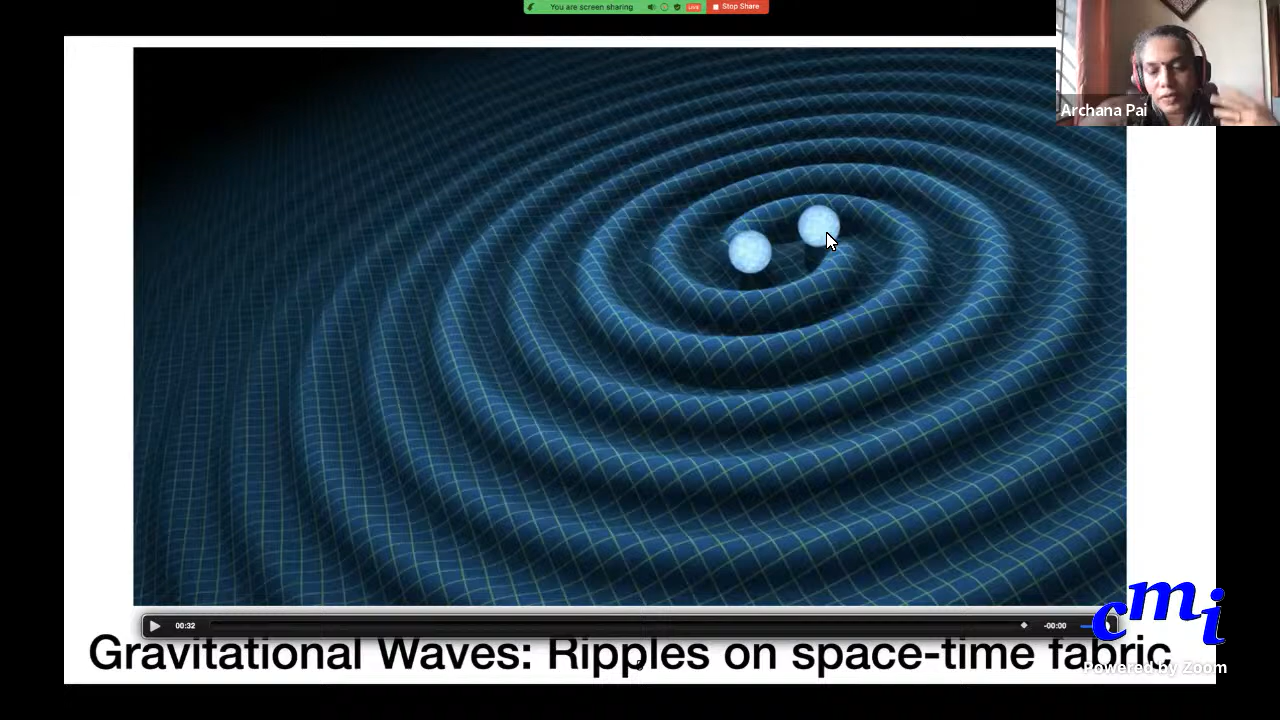 You are screen sharing
Live
Stop Share
Archana Pai
00:32
-00:00
cmi
Gravitational Waves: Ripples on space-time fabric
Powered by Zoom